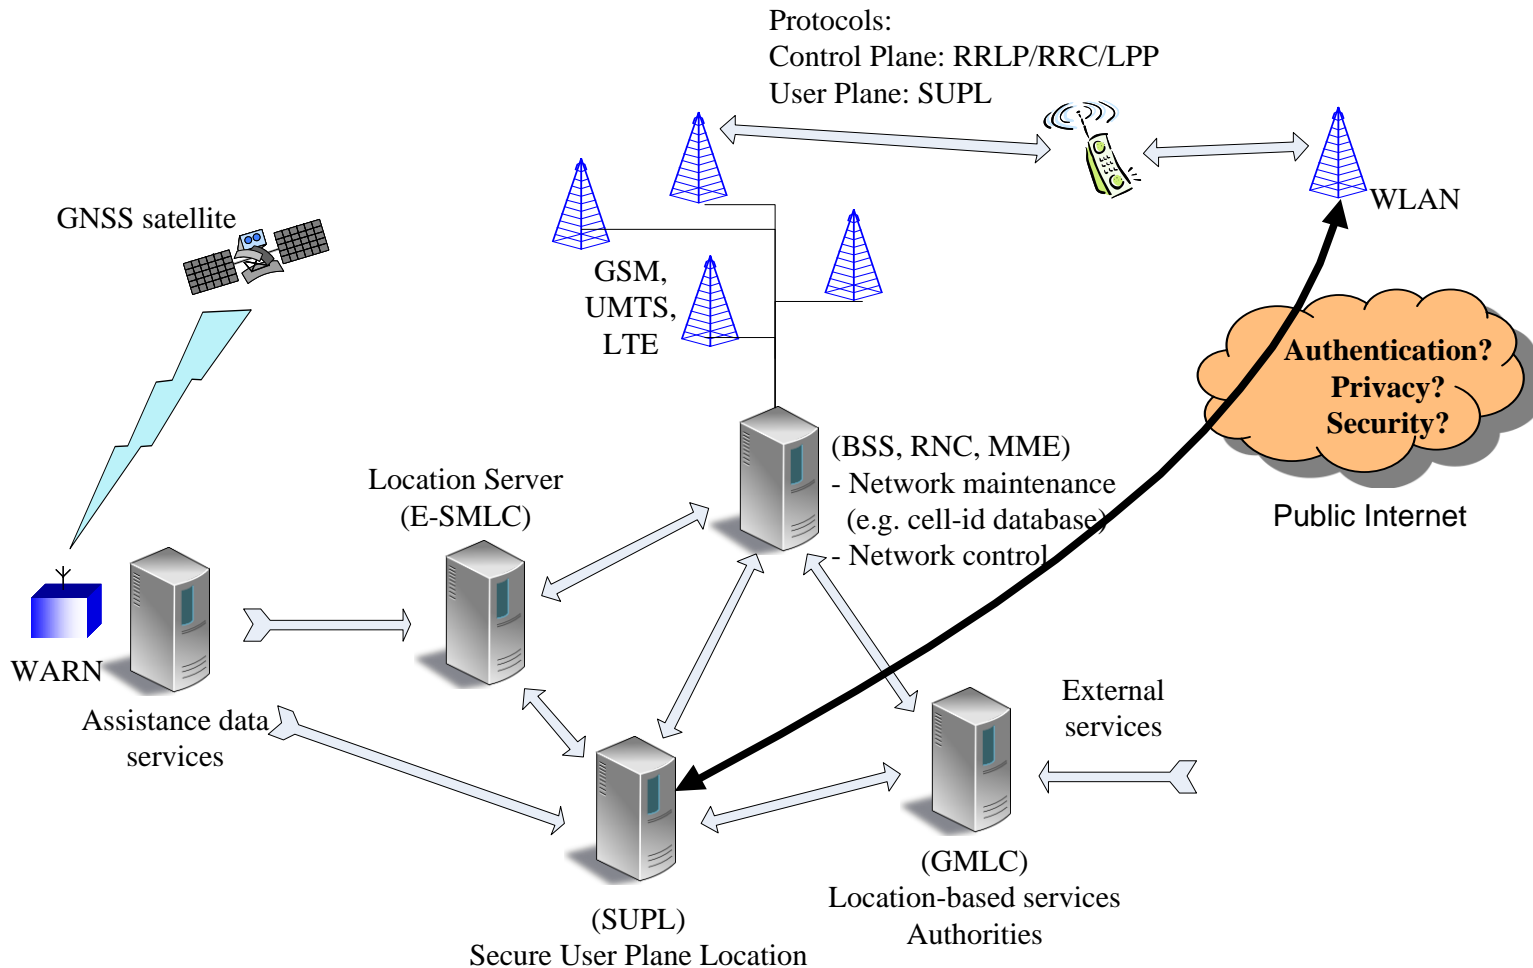 Protocols:
Control Plane: RRLP/RRC/LPP
User Plane: SUPL
GNSS satellite
WLAN
GSM,
UMTS,
LTE
Authentication?
Privacy?
Security?
Public Internet
(BSS, RNC, MME)
- Network maintenance
(e.g. cell-id database)
- Network control
Location Server
(E-SMLC)
WARN
Assistance data
services
External
services
(GMLC)
Location-based services
Authorities
(SUPL)
Secure User Plane Location